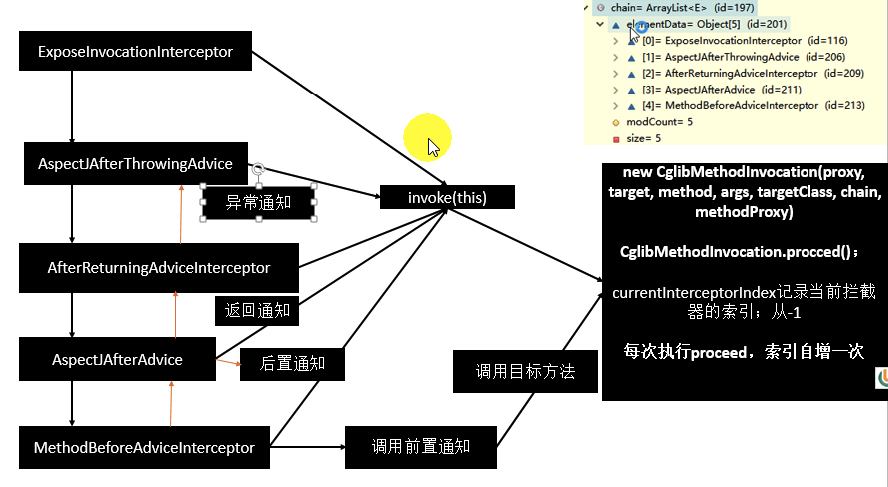 chain= ArrayList<E> (id=197)
elementData= Object[5] (id=201)
[0]= ExposeInvocationInterceptor (id=116)
[1]= AspectJAfterThrowingAdvice (id=206)
[2]= AfterReturningAdviceInterceptor (id=209)
[3]= AspectJAfterAdvice (id=211)
[4]= MethodBeforeAdviceInterceptor (id=213)
modCount= 5
size= 5
ExposeInvocationInterceptor
AspectJAfterThrowingAdvice
异常通知
invoke(this)
new CglibMethodInvocation(proxy,
target, method, args, targetClass, chain,
methodProxy)
CglibMethodInvocation.procced()；
currentInterceptorIndex记录当前拦截
器的索引；从-1
每次执行proceed，索引自增一次
AfterReturningAdviceInterceptor
返回通知
AspectJAfterAdvice
后置通知
调用目标方法
MethodBeforeAdviceInterceptor
调用前置通知